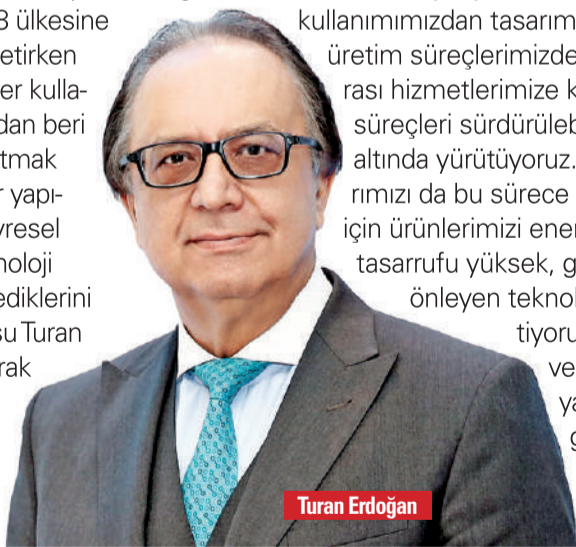 3 ülkesine
etirken
er kulla-
dan beri
tmak
r yapı-
vresel
noloji
ediklerini
su Turan
rak
kullanımımızdan tasarım
üretim süreçlerimizde
rası hizmetlerimize k
süreçleri sürdürüleb
altında yürütüyoruz.
rımızı da bu sürece
için ürünlerimizi ener
tasarrufu yüksek, g
önleyen teknol
tiyoru
ve
ya
g
Turan Erdoğan